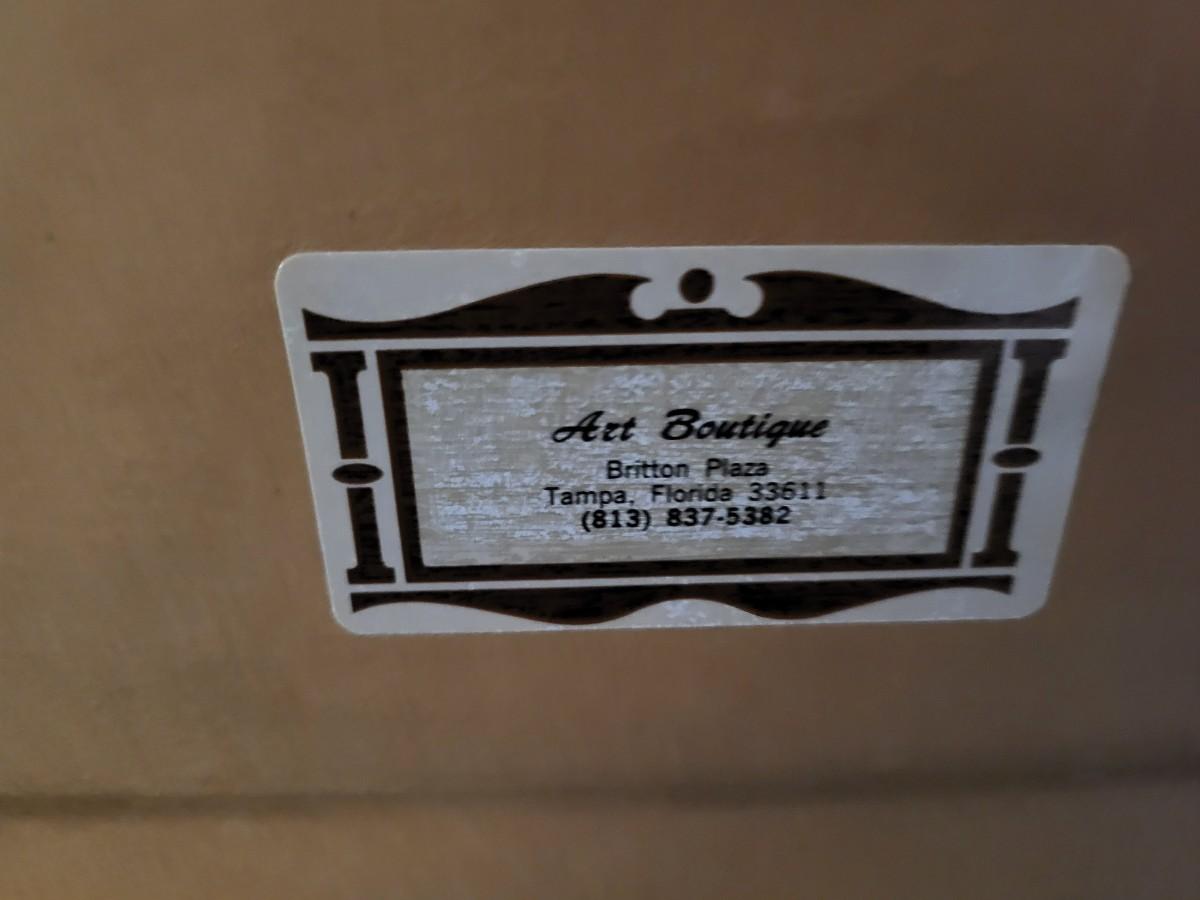 Art Boutique
Britton Plaza
Tampa, Florida 33611
(813) 837-5382